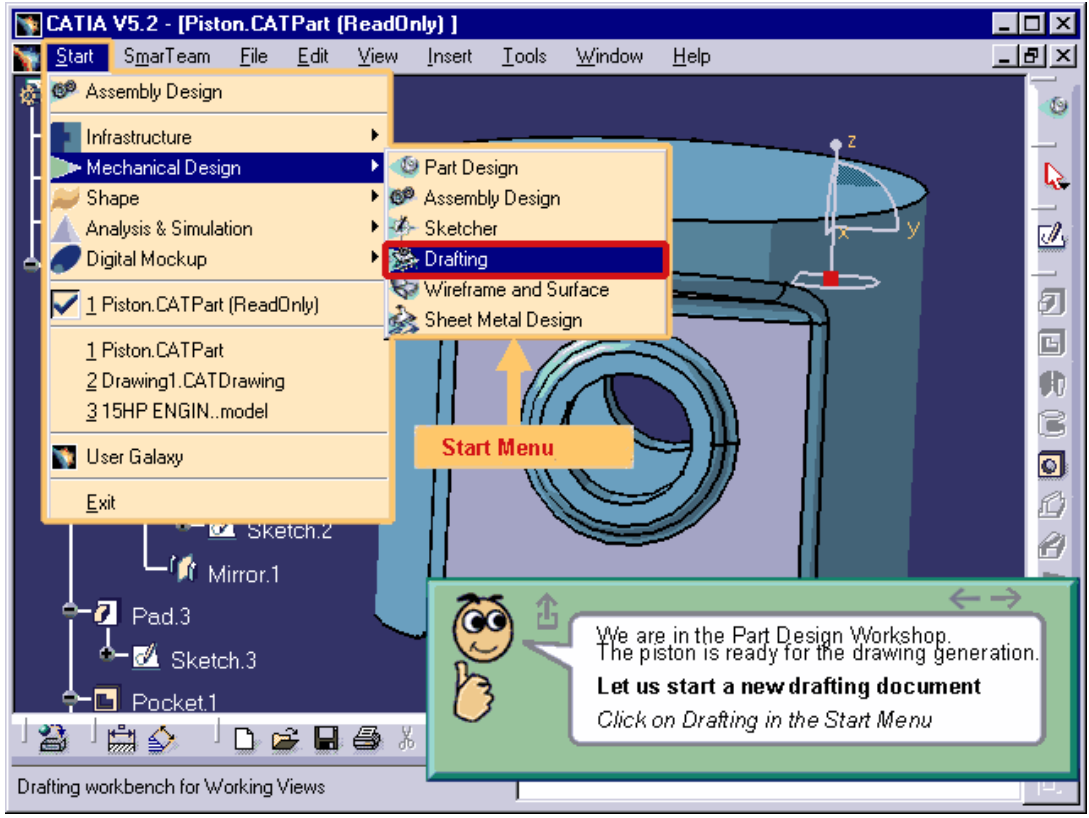 CATIA V5.2 - [Piston.CATPart (ReadOnly) ]
Start SmarTeam File Edit View Insert Tools Window Help
Assembly Design
Infrastructure
Mechanical Design
Shape
Analysis & Simulation
Digital Mockup
1 Piston.CATPart (ReadOnly)
1 Piston.CATPart
2 Drawing1.CATDrawing
3 15HP ENGIN..model
User Galaxy
Exit
Part Design
Assembly Design
Sketcher
Drafting
Wireframe and Surface
Sheet Metal Design
Start Menu
z
x
y
Sketch.2
Mirror.1
Pad.3
Sketch.3
Pocket.1
We are in the Part Design Workshop.
The piston is ready for the drawing generation.
Let us start a new drafting document
Click on Drafting in the Start Menu
Drafting workbench for Working Views